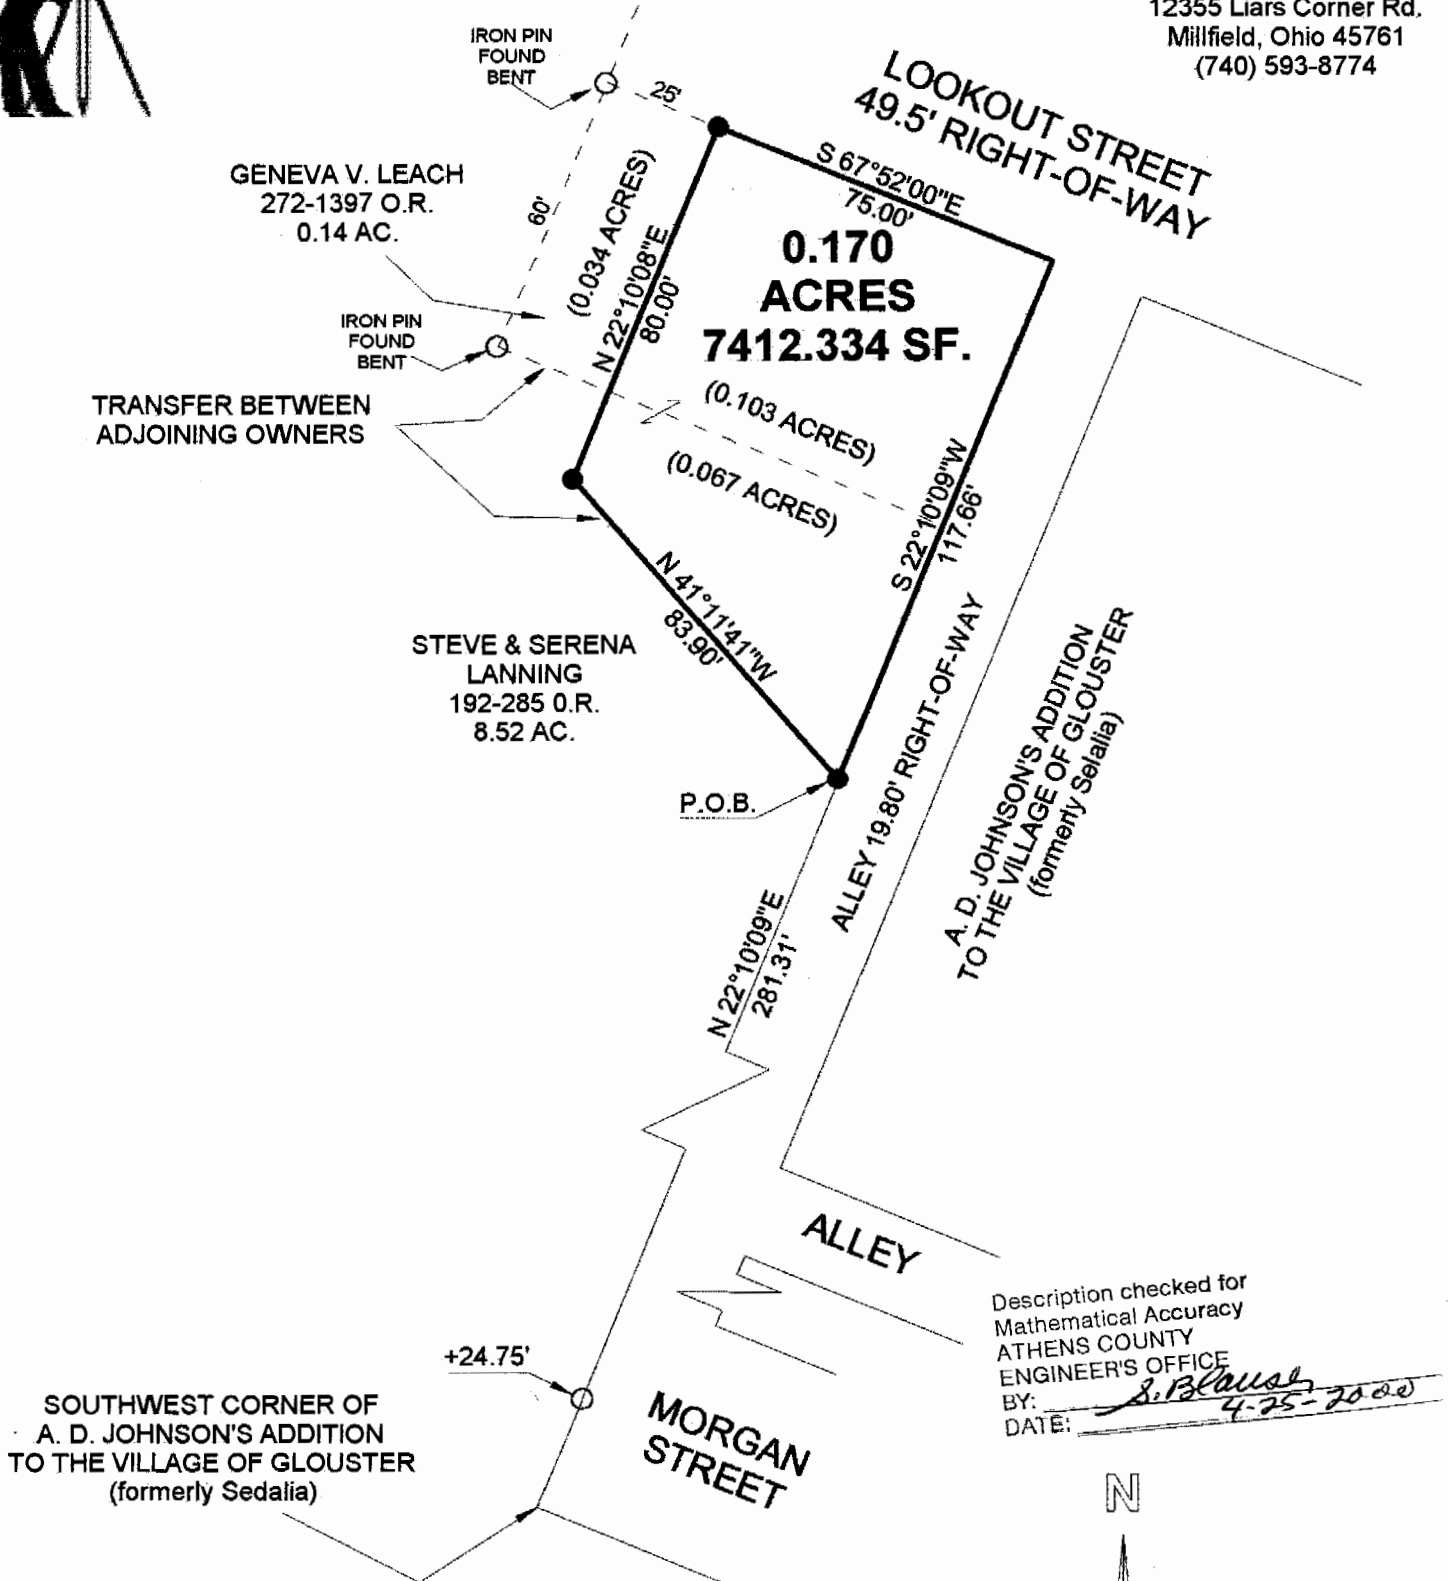 12355 Liars Corner Rd.
Millfield, Ohio 45761
(740) 593-8774
IRON PIN
FOUND
BENT
25'
LOOKOUT STREET
49.5' RIGHT-OF-WAY
S 67°52'00"E
75.00'
GENEVA V. LEACH
272-1397 O.R.
0.14 AC.
60'
(0.034 ACRES)
N 22°10'08"E
80.00'
0.170
ACRES
7412.334 SF.
IRON PIN
FOUND
BENT
(0.103 ACRES)
(0.067 ACRES)
TRANSFER BETWEEN
ADJOINING OWNERS
S 22°10'09"W
117.66'
N 41°11'41"W
83.90'
STEVE & SERENA
LANNING
192-285 0.R.
8.52 AC.
P.O.B.
ALLEY 19.80' RIGHT-OF-WAY
A. D. JOHNSON'S ADDITION
TO THE VILLAGE OF GLOUSTER
(formerly Selalia)
N 22°10'09"E
281.31'
ALLEY
Description checked for
Mathematical Accuracy
ATHENS COUNTY
ENGINEER'S OFFICE
BY: S. Blauser
DATE: 4-25-2000
+24.75'
SOUTHWEST CORNER OF
A. D. JOHNSON'S ADDITION
TO THE VILLAGE OF GLOUSTER
(formerly Sedalia)
MORGAN
STREET
N